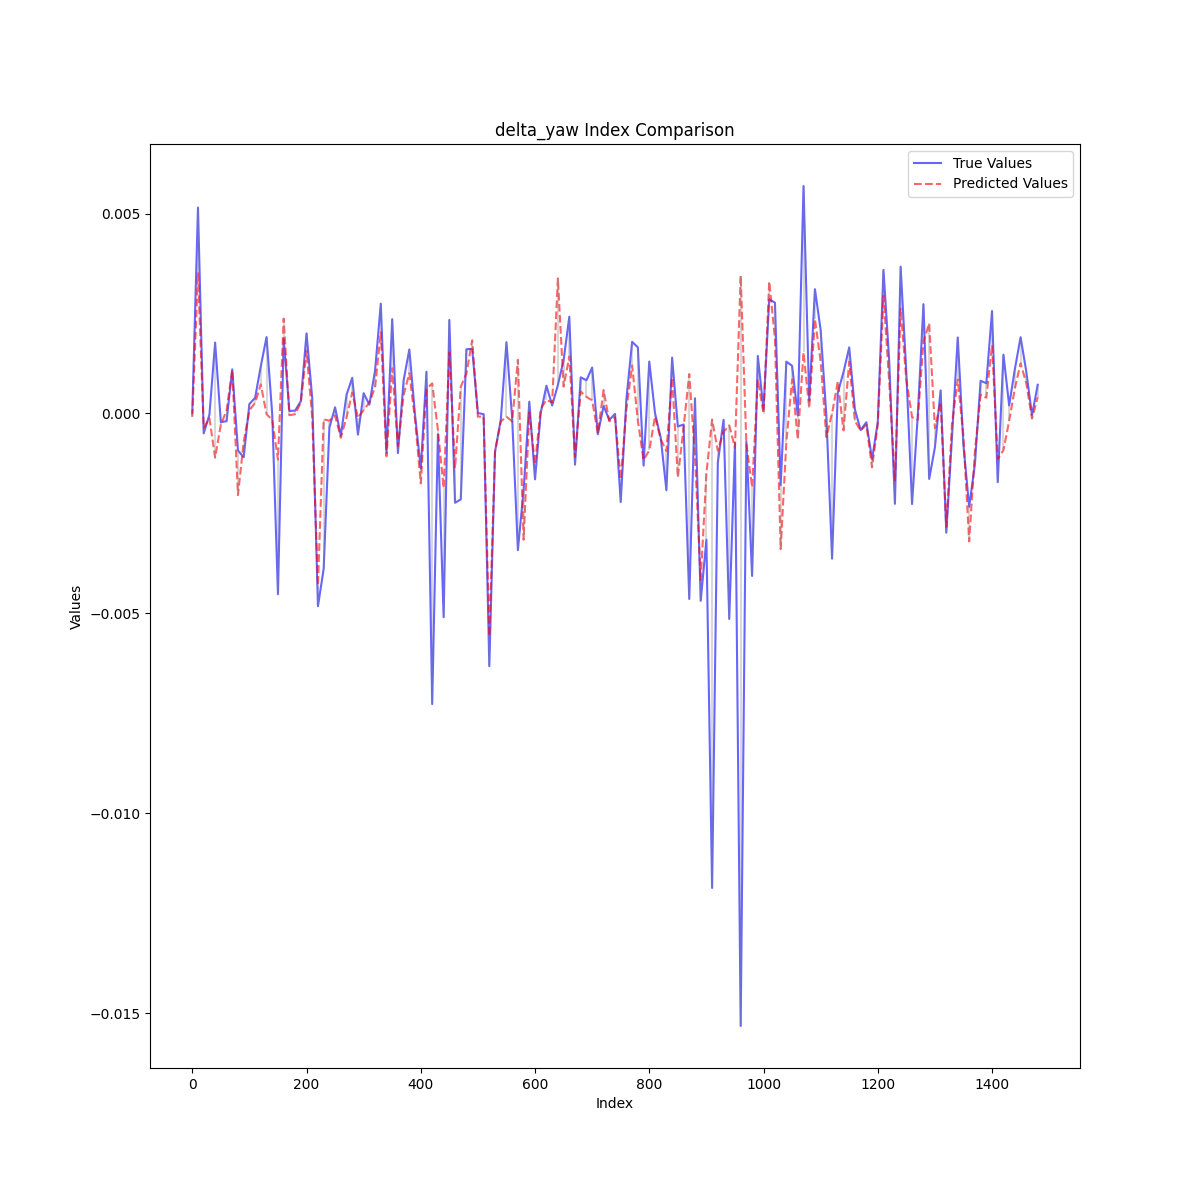 delta_yaw Index Comparison
True Values
Predicted Values
0.005
0.000
−0.005
−0.010
−0.015
Values
0 200 400 600 800 1000 1200 1400
Index